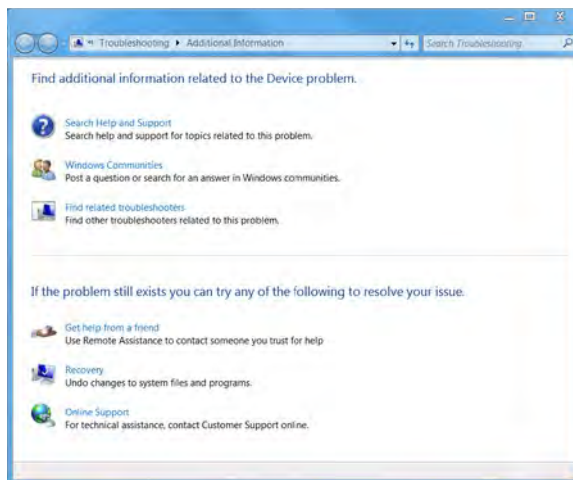 Troubleshooting ▸ Additional Information
Search Troubleshooting
Find additional information related to the Device problem.
Search Help and Support
Search help and support for topics related to this problem.
Windows Communities
Post a question or search for an answer in Windows communities.
Find related troubleshooters
Find other troubleshooters related to this problem.
If the problem still exists you can try any of the following to resolve your issue.
Get help from a friend
Use Remote Assistance to contact someone you trust for help
Recovery
Undo changes to system files and programs.
Online Support
For technical assistance, contact Customer Support online.